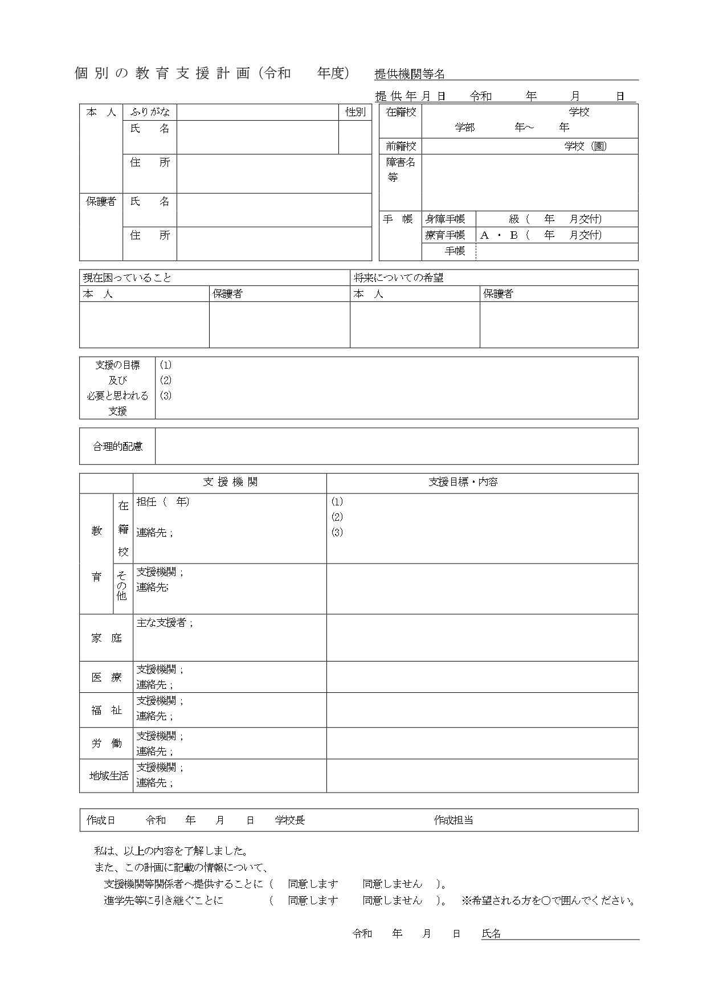 個別の教育支援計画（令和　　年度）　提供機関等名
提供年月日　　令和　　　年　　　月　　　日
本　人　ふりがな　性別
氏　　名
住　　所
保護者　氏　　名
住　　所
在籍校　学校
学部　　　　年～　　年
前籍校　学校（園）
障害名
等
手　帳　身障手帳　級（　年　月交付）
療育手帳　Ａ ・ Ｂ（　年　月交付）
手帳
現在困っていること　将来についての希望
本　人　保護者　本　人　保護者
支援の目標　(1)
及び　(2)
必要と思われる　(3)
支援
合理的配慮
支援機関　支援目標・内容
教　育
在籍校　担任（　年）　(1)
(2)
連絡先；　(3)
その他　支援機関；
連絡先;
家　庭　主な支援者；
医　療　支援機関；
連絡先；
福　祉　支援機関；
連絡先；
労　働　支援機関；
連絡先；
地域生活　支援機関；
連絡先；
作成日　　令和　　年　　月　　日　　学校長　　　　作成担当
私は、以上の内容を了解しました。
また、この計画に記載の情報について、
支援機関等関係者へ提供することに（　同意します　　同意しません　）。
進学先等に引き継ぐことに　　　　（　同意します　　同意しません　）。　※希望される方を〇で囲んでください。
令和　　年　　月　　日　　氏名